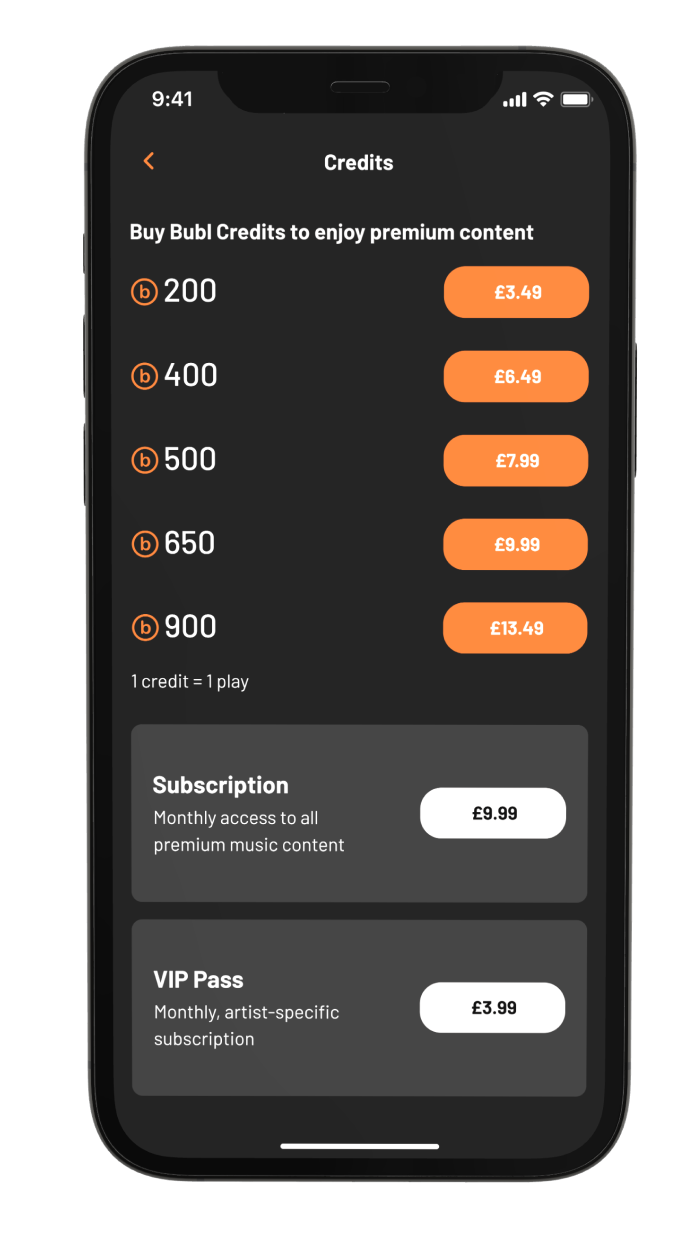 9:41
Credits
Buy Bubl Credits to enjoy premium content
b 200 £3.49
b 400 £6.49
b 500 £7.99
b 650 £9.99
b 900 £13.49
1 credit = 1 play
Subscription
Monthly access to all
premium music content
£9.99
VIP Pass
Monthly, artist-specific
subscription
£3.99